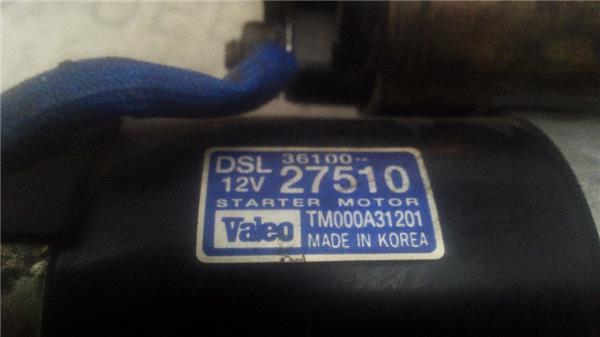 DSL 36100--
12V 27510
STARTER MOTOR
Valeo TM000A31201
MADE IN KOREA